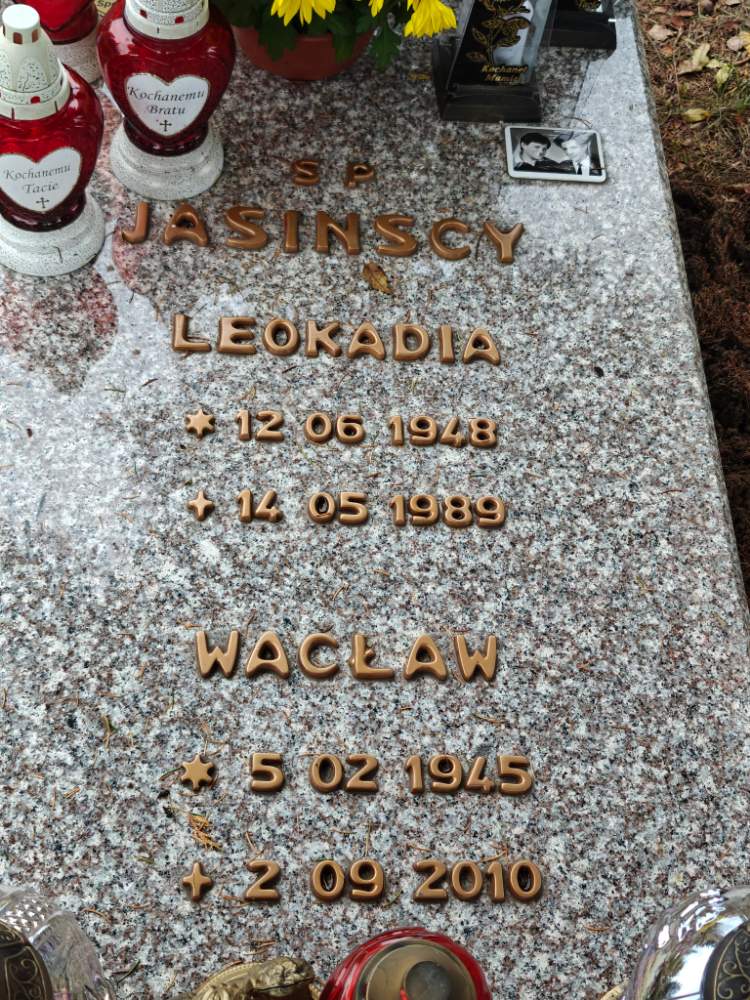 Kochanemu
Bratu
Kochanemu
Tacie
Kochanej
S P
JASINSCY
LEOKADIA
* 12 06 1948
+ 14 05 1989
WACŁAW
* 5 02 1945
+ 2 09 2010